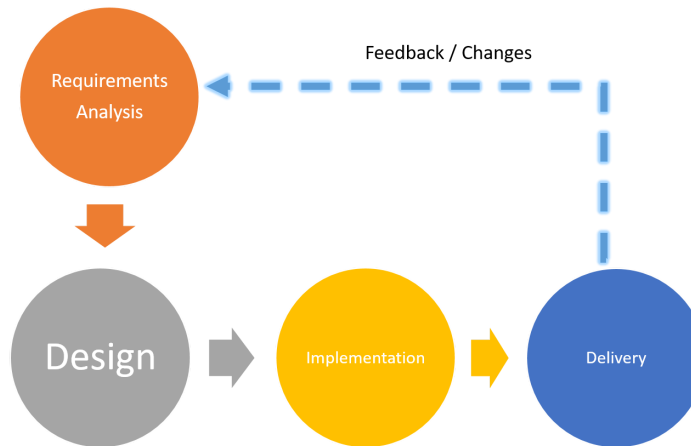 Feedback / Changes
Requirements
Analysis
Design
Implementation
Delivery